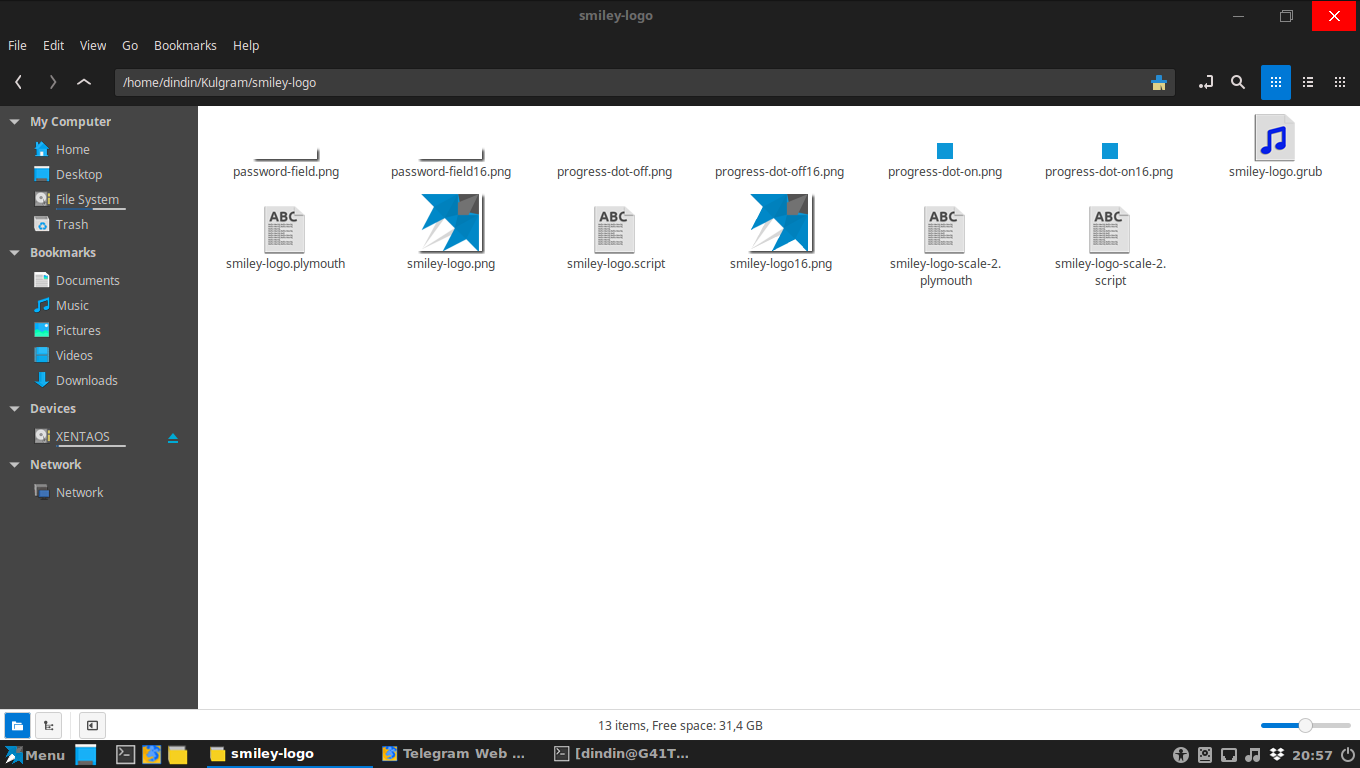 smiley-logo
File Edit View Go Bookmarks Help
/home/dindin/Kulgram/smiley-logo
My Computer
Home
Desktop
File System
Trash
Bookmarks
Documents
Music
Pictures
Videos
Downloads
Devices
XENTAOS
Network
Network
password-field.png password-field16.png progress-dot-off.png progress-dot-off16.png progress-dot-on.png progress-dot-on16.png smiley-logo.grub
ABC ABC ABC ABC
smiley-logo.plymouth smiley-logo.png smiley-logo.script smiley-logo16.png smiley-logo-scale-2. smiley-logo-scale-2.
plymouth script
13 items, Free space: 31,4 GB
Menu smiley-logo Telegram Web ... [dindin@G41T... 20:57